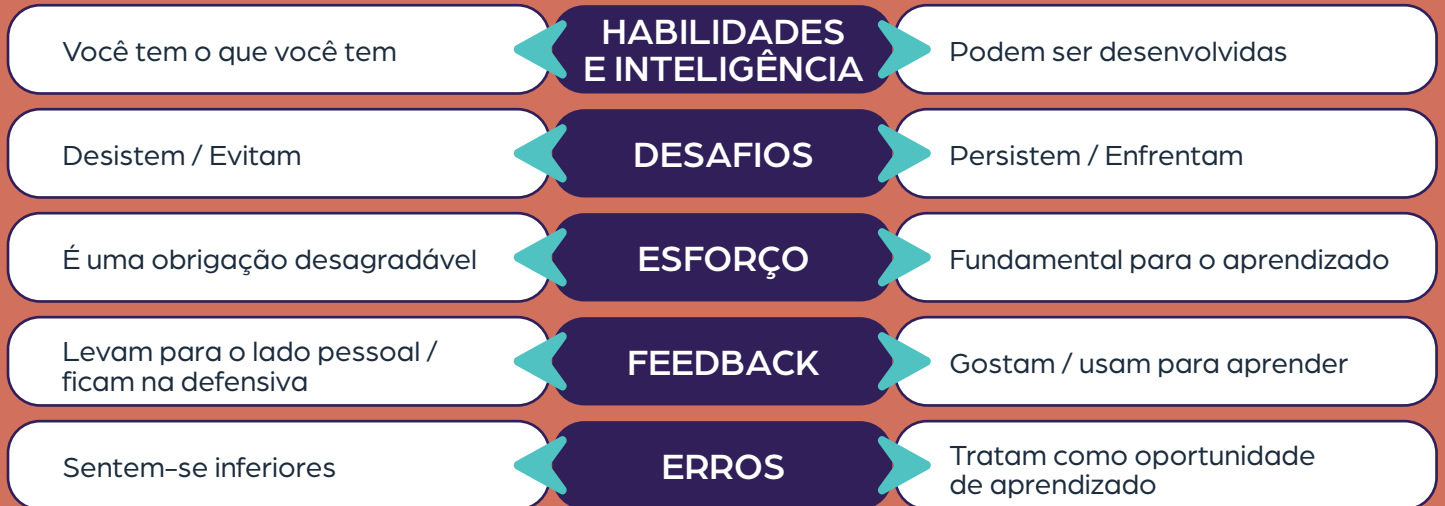 Você tem o que você tem
HABILIDADES
E INTELIGÊNCIA
Podem ser desenvolvidas
Desistem / Evitam
DESAFIOS
Persistem / Enfrentam
É uma obrigação desagradável
ESFORÇO
Fundamental para o aprendizado
Levam para o lado pessoal /
ficam na defensiva
FEEDBACK
Gostam / usam para aprender
Sentem-se inferiores
ERROS
Tratam como oportunidade
de aprendizado